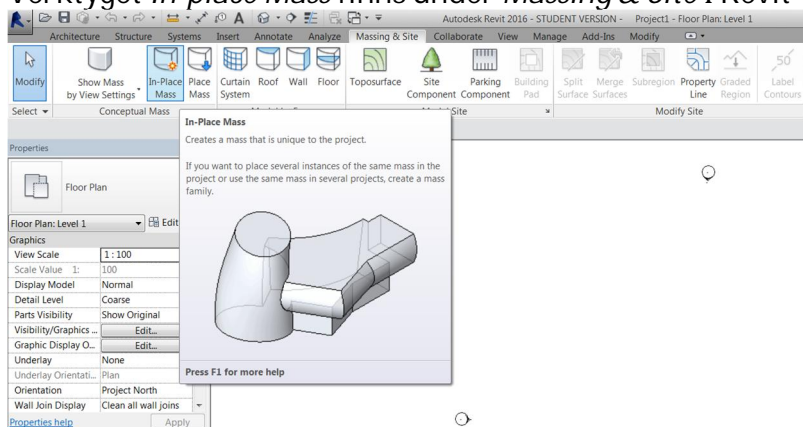 Verktyget In-place Mass finns under Massing & Site i Revit
Autodesk Revit 2016 - STUDENT VERSION - Project1 - Floor Plan: Level 1
Architecture Structure Systems Insert Annotate Analyze Massing & Site Collaborate View Manage Add-Ins Modify
Modify
Show Mass by View Settings
In-Place Mass
Place Mass
Curtain System
Roof
Wall
Floor
Toposurface
Site Component
Parking Component
Building Pad
Split Surface
Merge Surfaces
Subregion
Property Line
Graded Region
50
Label Contours
Select
Conceptual Mass
Site
Modify Site
In-Place Mass
Creates a mass that is unique to the project.
If you want to place several instances of the same mass in the
project or use the same mass in several projects, create a mass
family.
Press F1 for more help
Properties
Floor Plan
Floor Plan: Level 1 Edit
Graphics
View Scale 1 : 100
Scale Value 1: 100
Display Model Normal
Detail Level Coarse
Parts Visibility Show Original
Visibility/Graphics ... Edit...
Graphic Display O... Edit...
Underlay None
Underlay Orientati... Plan
Orientation Project North
Wall Join Display Clean all wall joins
Properties help Apply